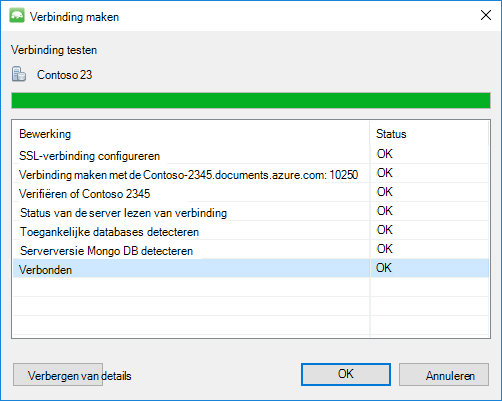 Verbinding maken
Verbinding testen
Contoso 23
Bewerking Status
SSL-verbinding configureren OK
Verbinding maken met de Contoso-2345.documents.azure.com: 10250 OK
Verifiëren of Contoso 2345 OK
Status van de server lezen van verbinding OK
Toegankelijke databases detecteren OK
Serverversie Mongo DB detecteren OK
Verbonden OK
Verbergen van details OK Annuleren